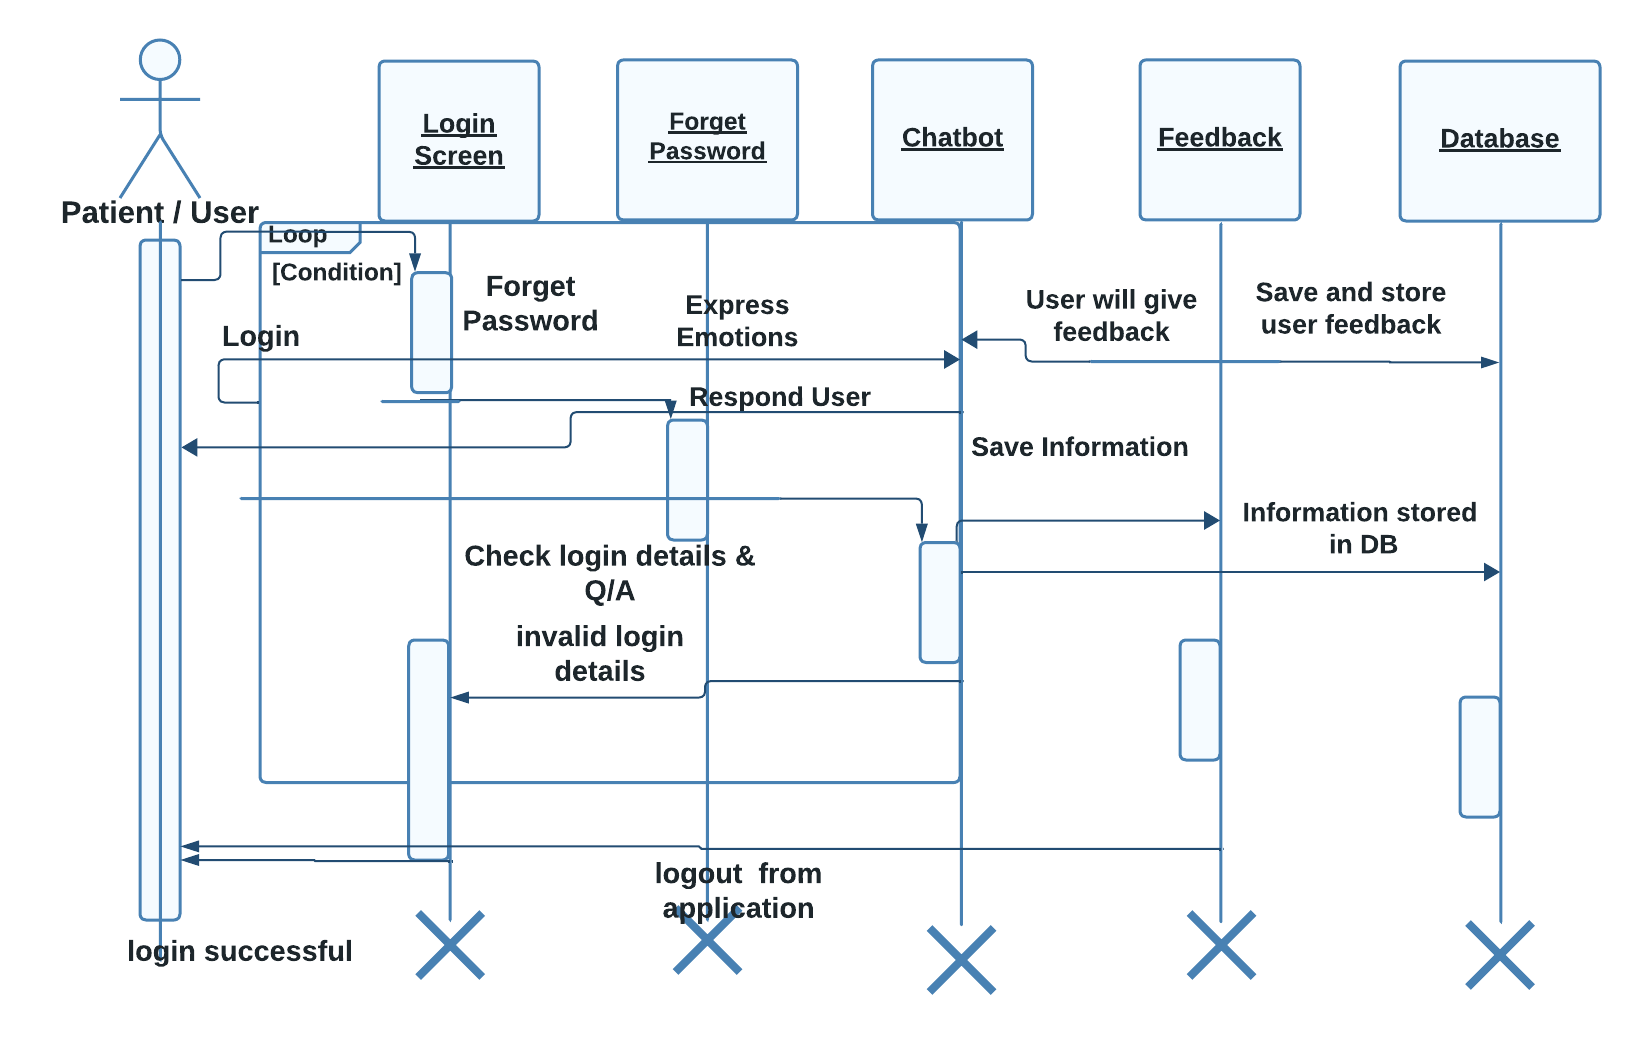 Login
Screen
Forget
Password
Chatbot
Feedback
Database
Patient / User
Loop
[Condition]
Login
Forget
Password
Express
Emotions
User will give
feedback
Save and store
user feedback
Respond User
Save Information
Information stored
in DB
Check login details &
Q/A
invalid login
details
logout  from
application
login successful